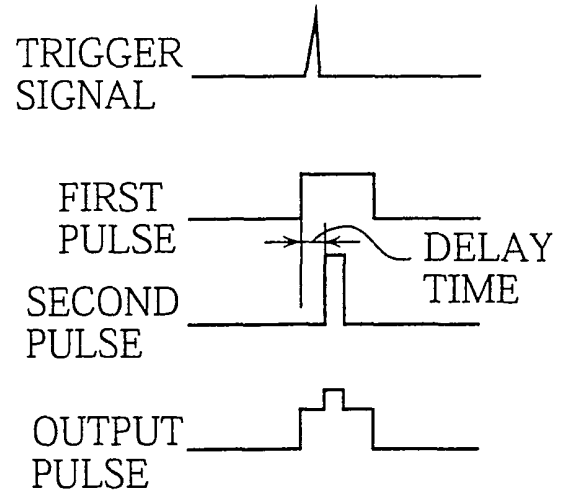 TRIGGER
SIGNAL
FIRST
PULSE
DELAY
TIME
SECOND
PULSE
OUTPUT
PULSE